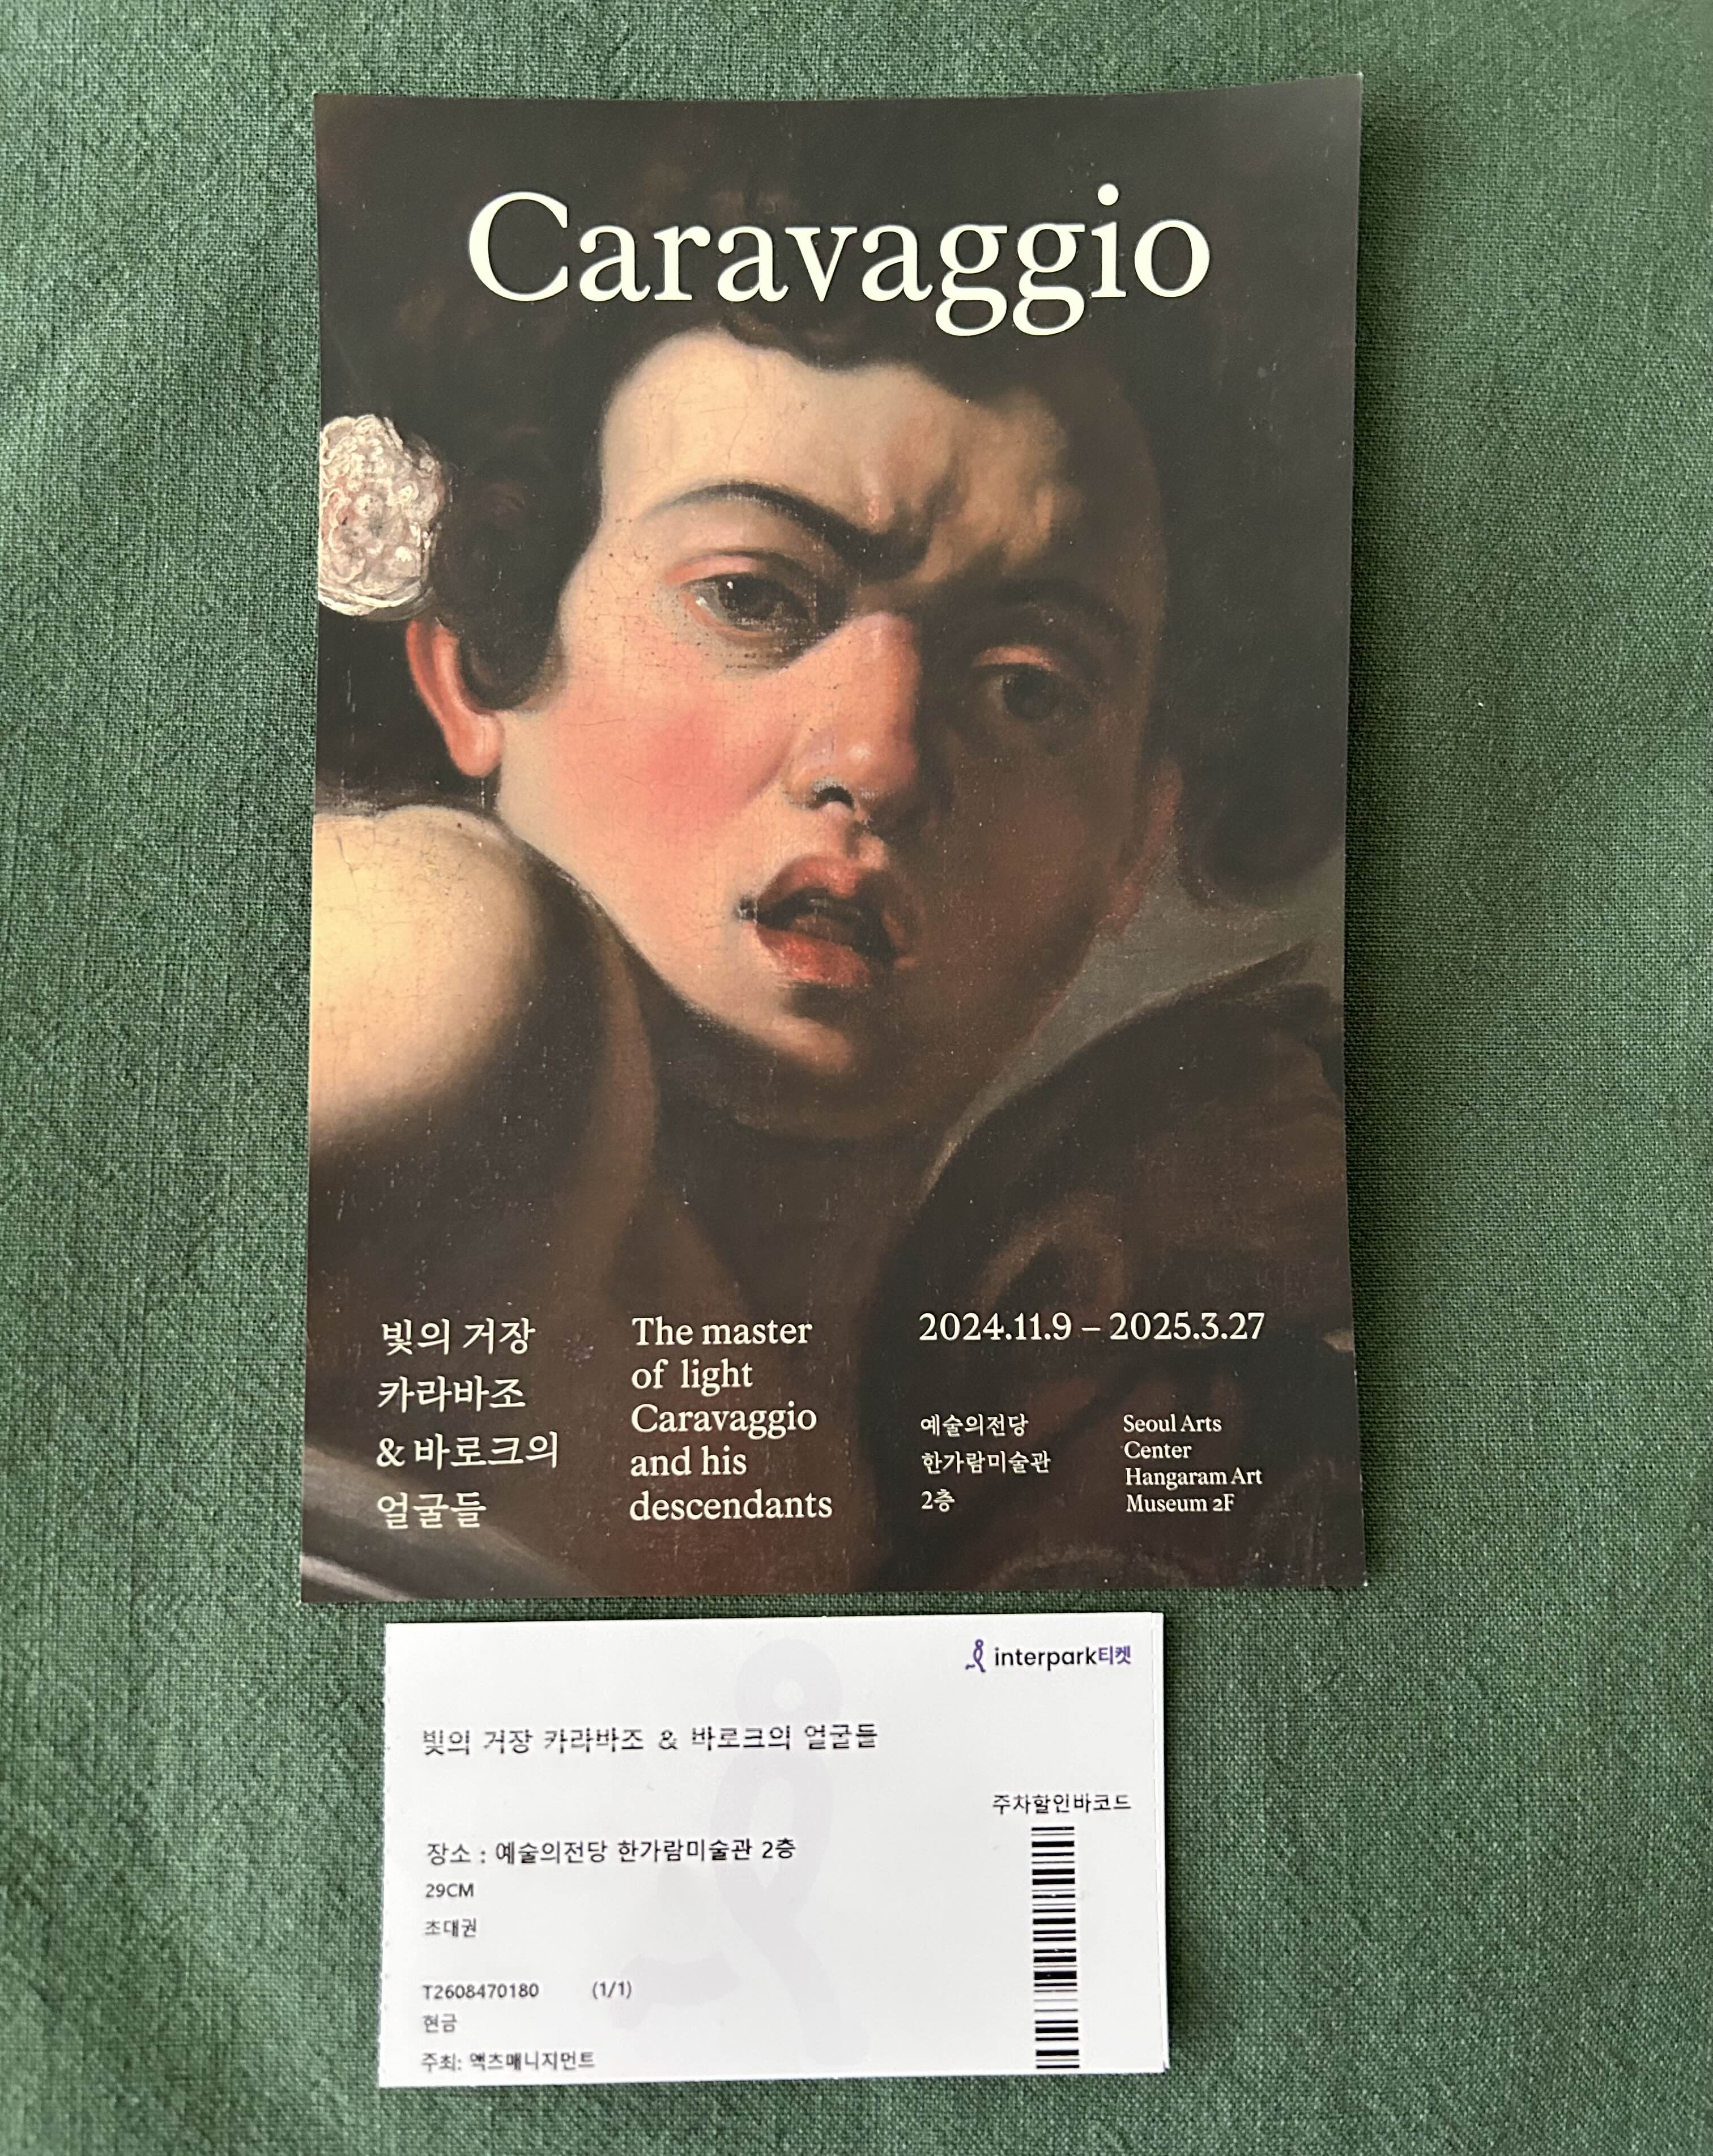 Caravaggio
빛의 거장
카라바조
& 바로크의
얼굴들
The master
of light
Caravaggio
and his
descendants
2024.11.9 – 2025.3.27
예술의전당
한가람미술관
2층
Seoul Arts
Center
Hangaram Art
Museum 2F
interpark티켓
빛의 거장 카라바조 & 바로크의 얼굴들
주차할인바코드
장소 : 예술의전당 한가람미술관 2층
29CM
초대권
T2608470180 (1/1)
현금
주최: 액츠매니지먼트